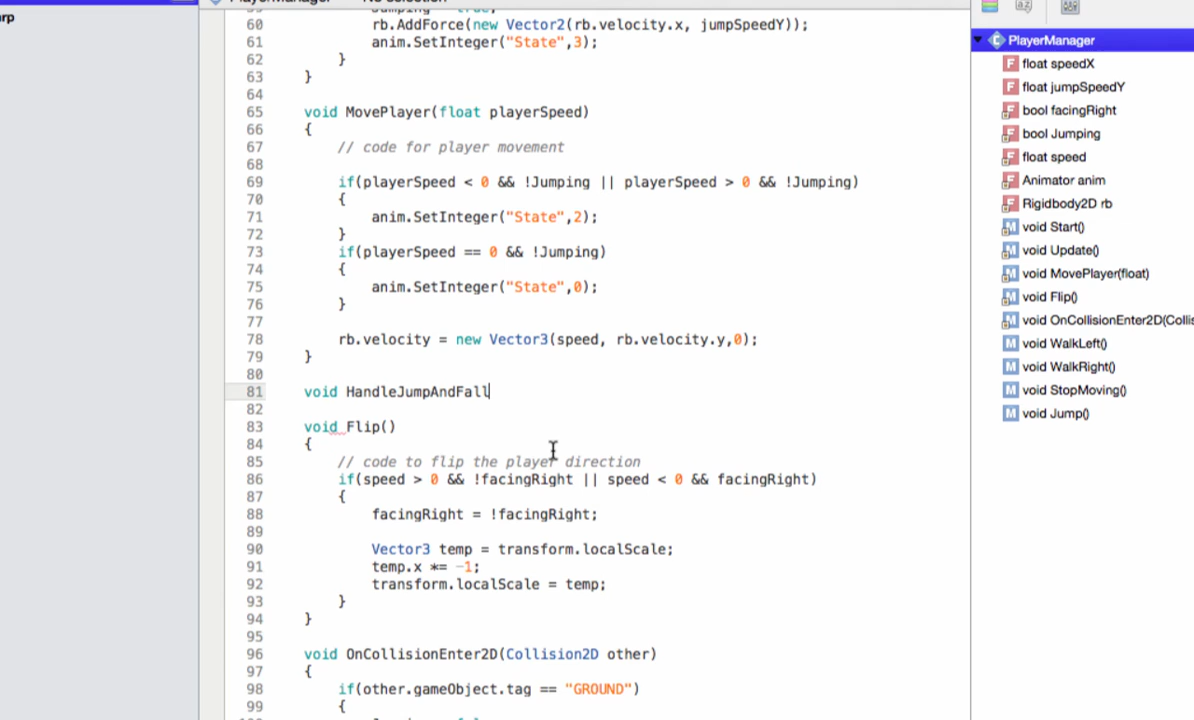 rp
60 rb.AddForce(new Vector2(rb.velocity.x, jumpSpeedY));
61 anim.SetInteger("State",3);
62 }
63 }
64
65 void MovePlayer(float playerSpeed)
66 {
67 // code for player movement
68
69 if(playerSpeed < 0 && !Jumping || playerSpeed > 0 && !Jumping)
70 {
71 anim.SetInteger("State",2);
72 }
73 if(playerSpeed == 0 && !Jumping)
74 {
75 anim.SetInteger("State",0);
76 }
77
78 rb.velocity = new Vector3(speed, rb.velocity.y,0);
79 }
80
81 void HandleJumpAndFall
82
83 void Flip()
84 {
85 // code to flip the player direction
86 if(speed > 0 && !facingRight || speed < 0 && facingRight)
87 {
88 facingRight = !facingRight;
89
90 Vector3 temp = transform.localScale;
91 temp.x *= -1;
92 transform.localScale = temp;
93 }
94 }
95
96 void OnCollisionEnter2D(Collision2D other)
97 {
98 if(other.gameObject.tag == "GROUND")
99 {
PlayerManager
float speedX
float jumpSpeedY
bool facingRight
bool Jumping
float speed
Animator anim
Rigidbody2D rb
void Start()
void Update()
void MovePlayer(float)
void Flip()
void OnCollisionEnter2D(Collis
void WalkLeft()
void WalkRight()
void StopMoving()
void Jump()